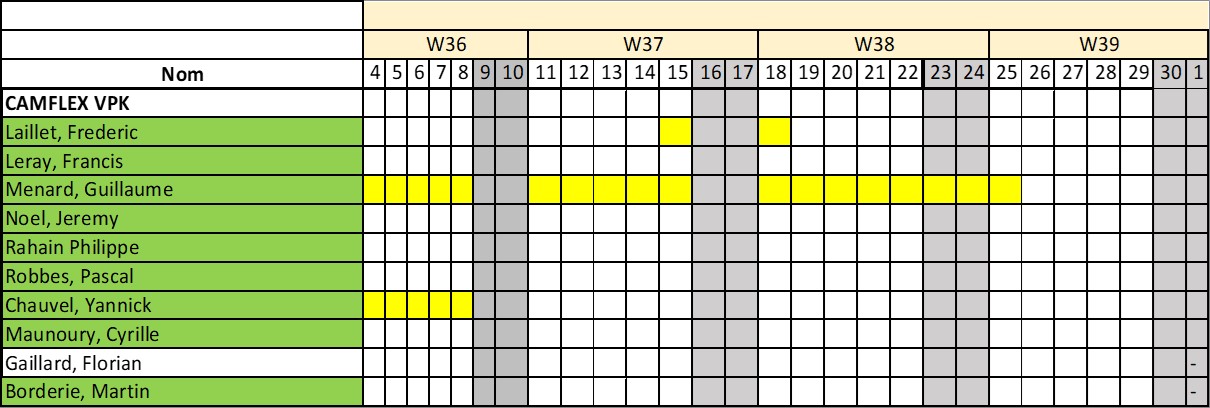 W36 W37 W38 W39
Nom 4 5 6 7 8 9 10 11 12 13 14 15 16 17 18 19 20 21 22 23 24 25 26 27 28 29 30 1
CAMFLEX VPK
Laillet, Frederic
Leray, Francis
Menard, Guillaume
Noel, Jeremy
Rahain Philippe
Robbes, Pascal
Chauvel, Yannick
Maunoury, Cyrille
Gaillard, Florian -
Borderie, Martin -